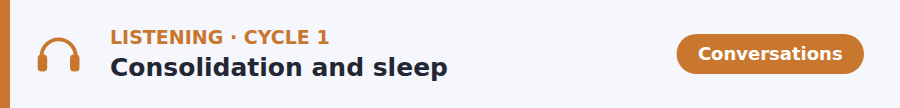 LISTENING · CYCLE 1
Consolidation and sleep
Conversations